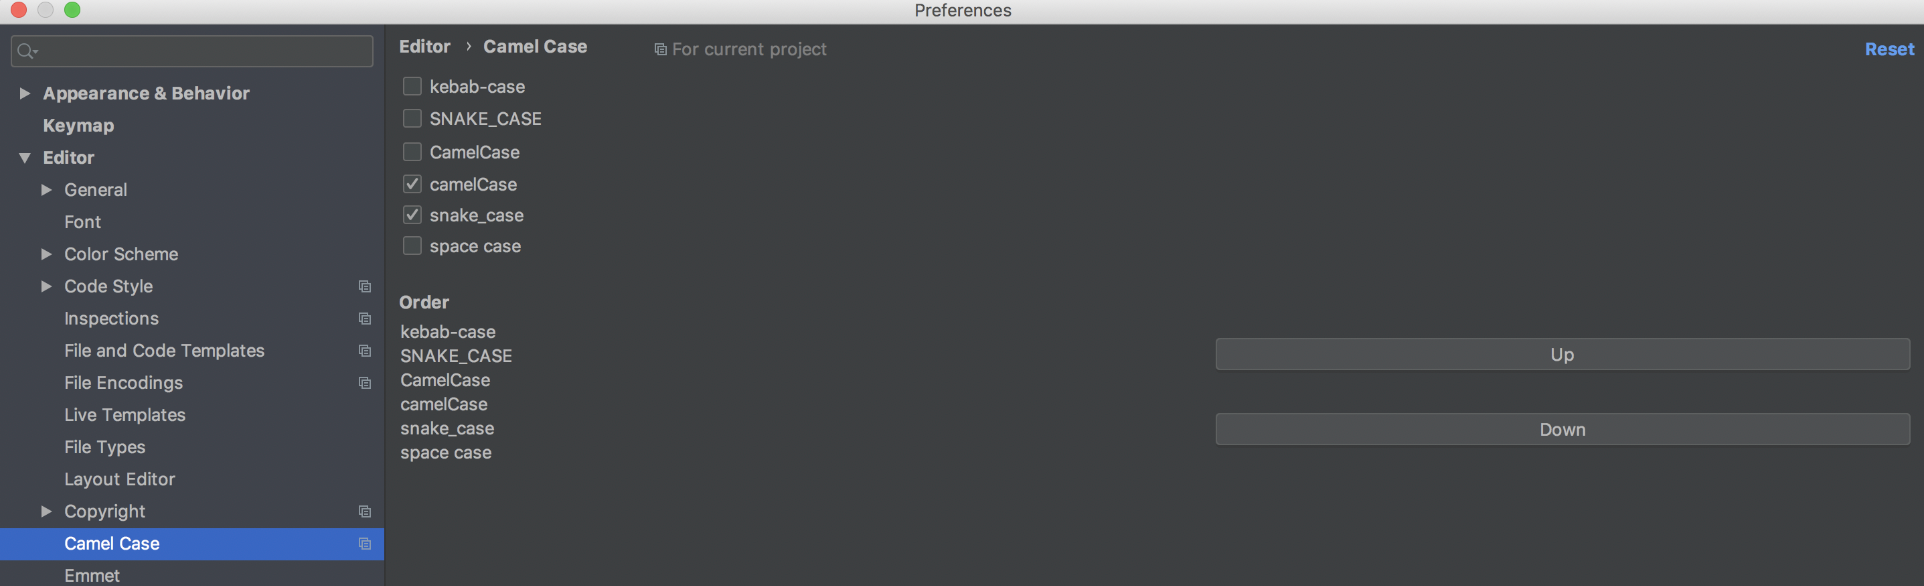 Preferences
Appearance & Behavior
Keymap
Editor
General
Font
Color Scheme
Code Style
Inspections
File and Code Templates
File Encodings
Live Templates
File Types
Layout Editor
Copyright
Camel Case
Emmet
Editor › Camel Case
For current project
Reset
kebab-case
SNAKE_CASE
CamelCase
camelCase
snake_case
space case
Order
kebab-case
SNAKE_CASE
CamelCase
camelCase
snake_case
space case
Up
Down